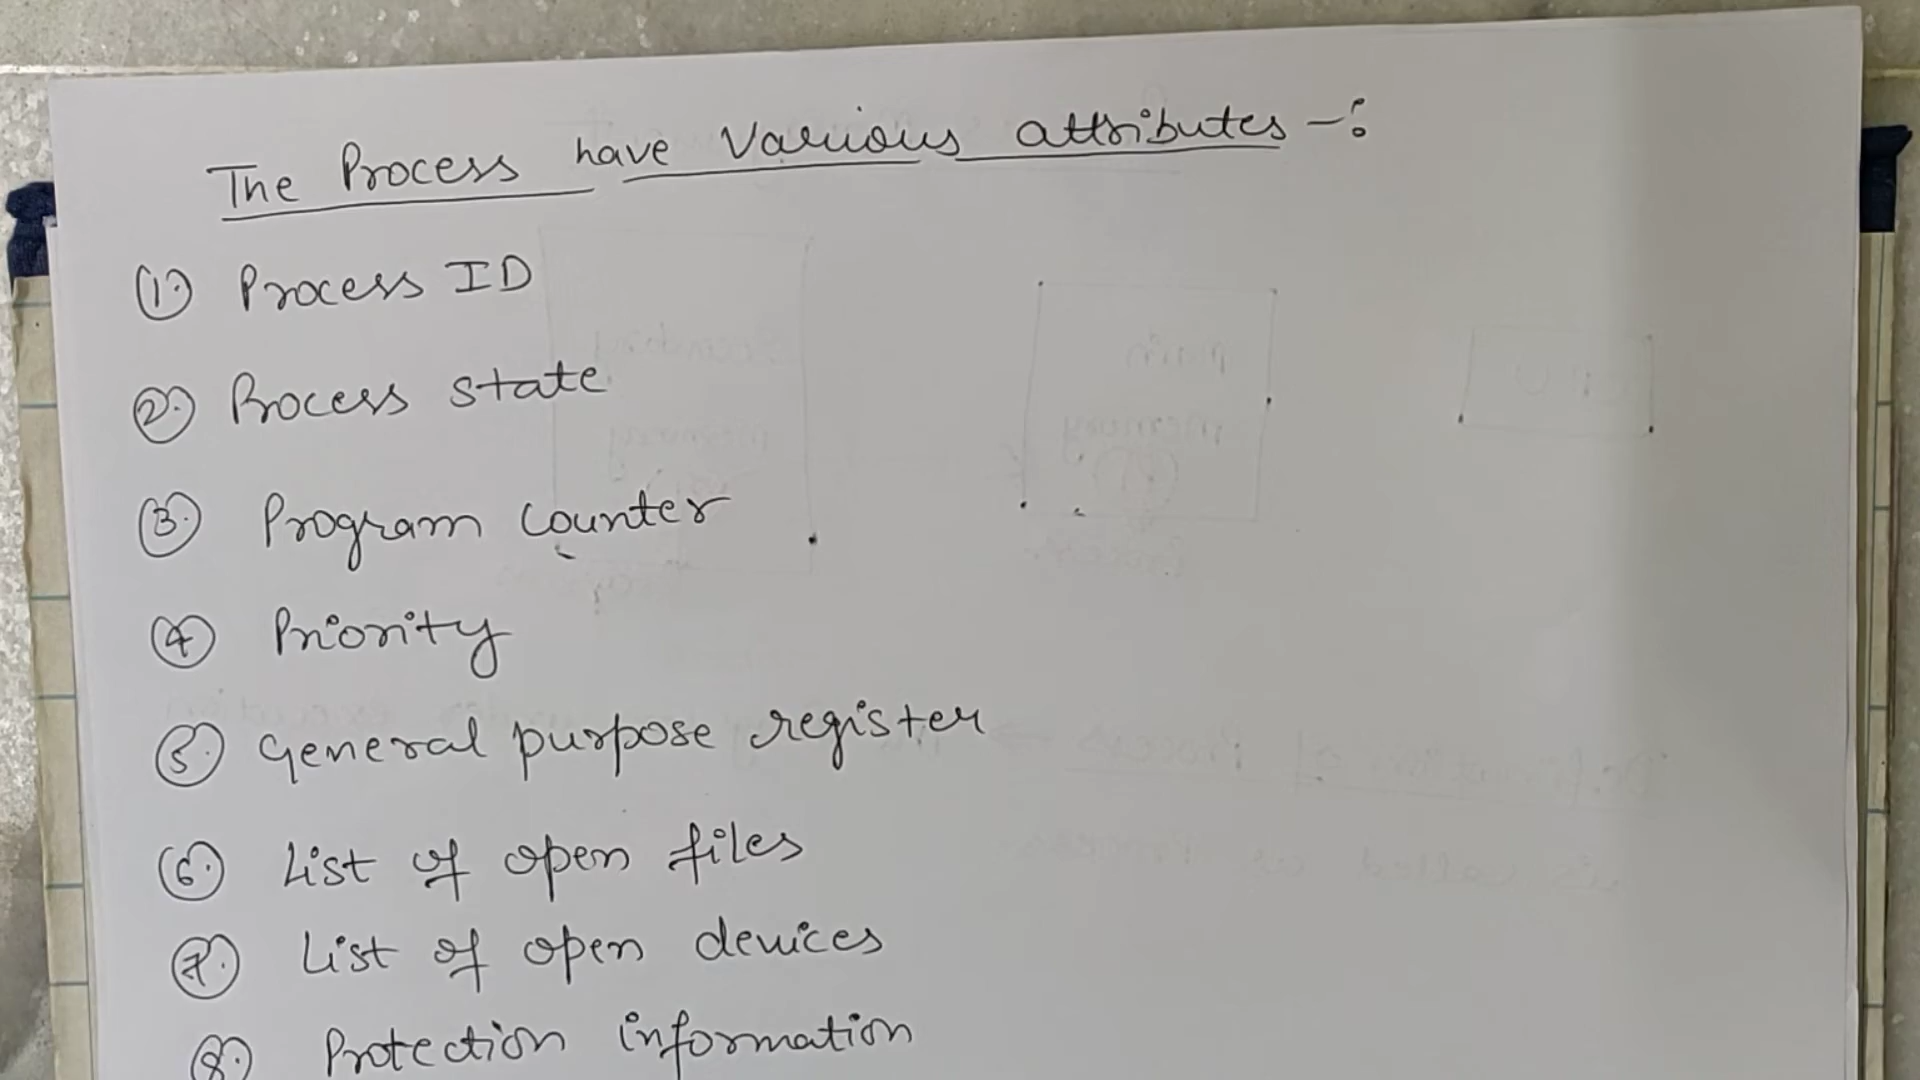 The Process have Various attributes -:
(1.) Process ID
(2.) Process state
(3.) Program counter
(4) Priority
(5.) General purpose register
(6.) List of open files
(7.) List of open devices
(8.) Protection information